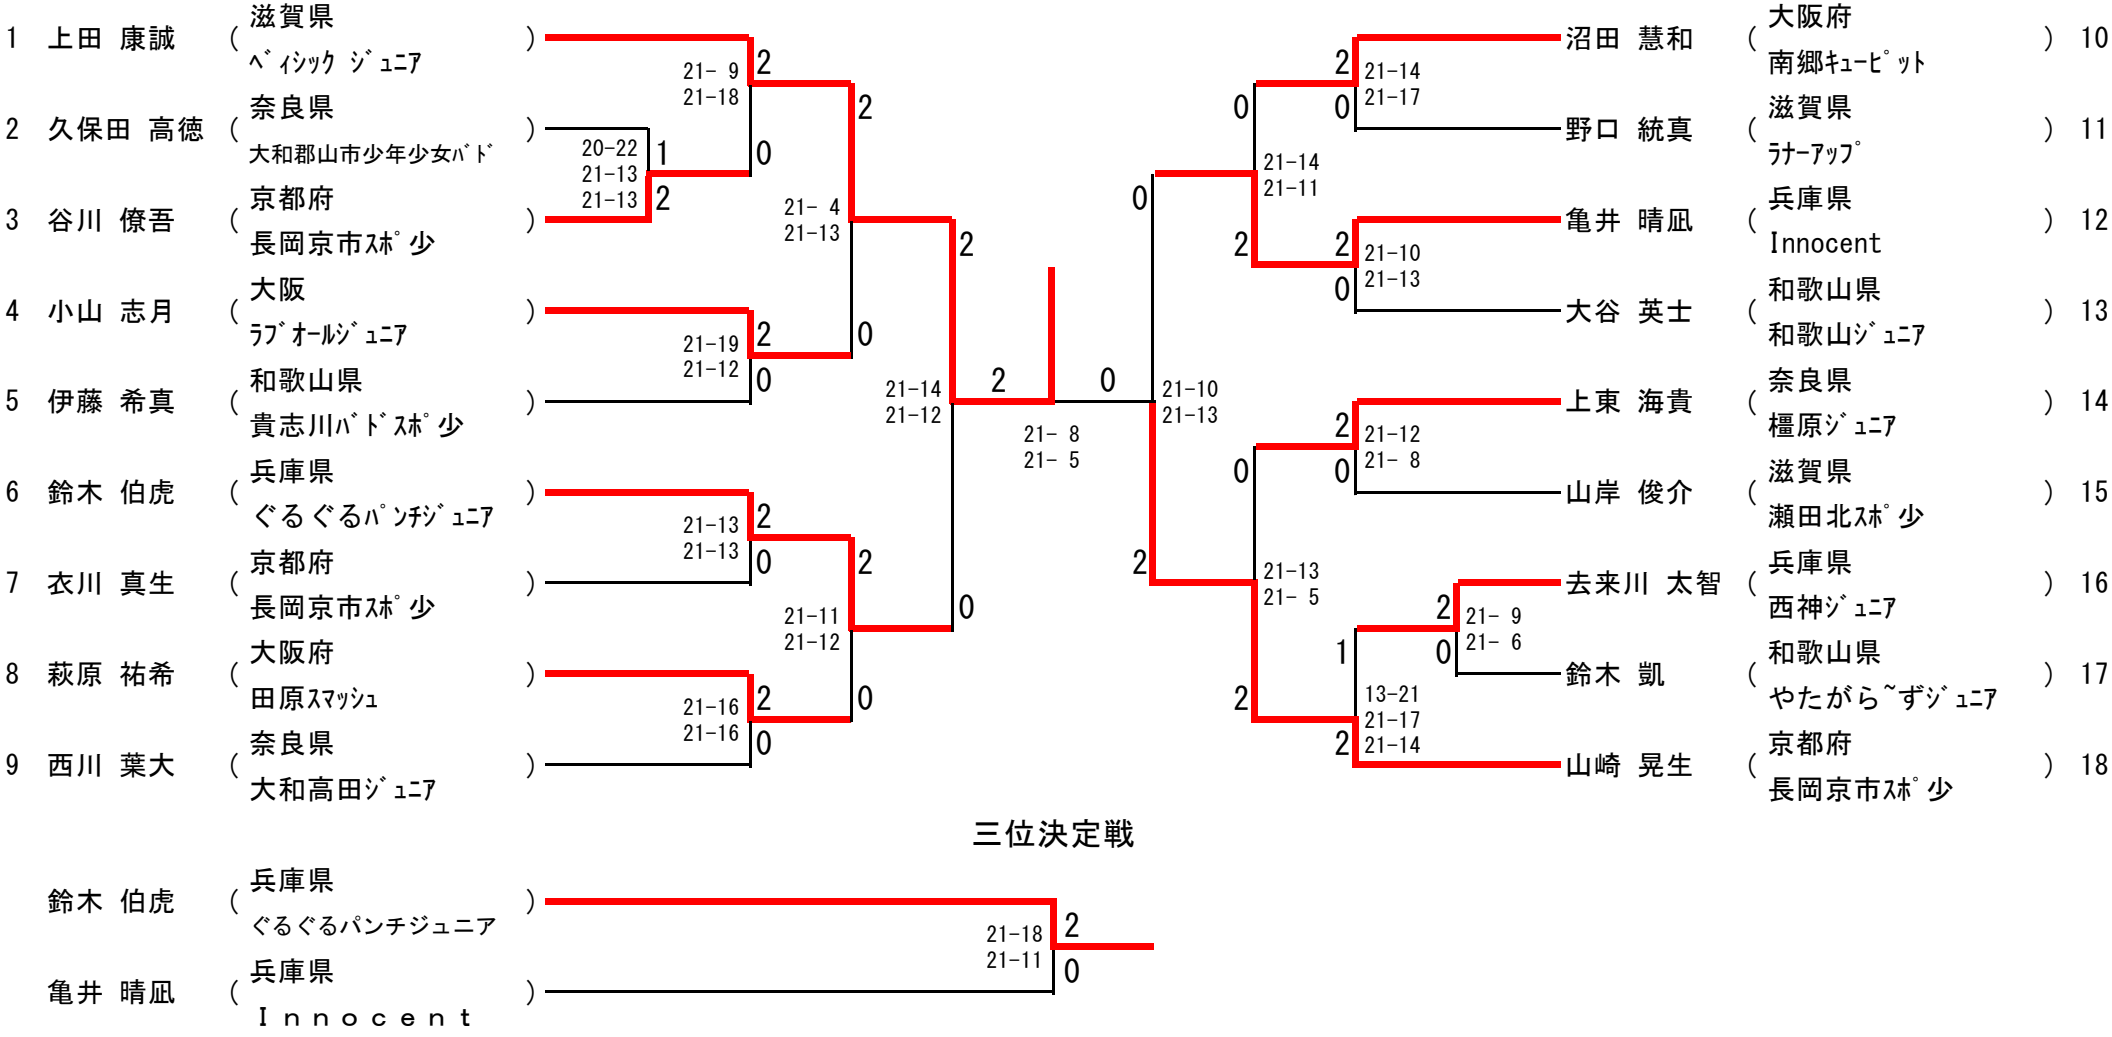 1 上田 康誠 ( 滋賀県 )
ﾍﾞｨｼｯｸ ｼﾞｭﾆｱ
2 久保田 高徳 ( 奈良県 )
大和郡山市少年少女ﾊﾞﾄﾞ
3 谷川 僚吾 ( 京都府 )
長岡京市ｽﾎﾟ少
4 小山 志月 ( 大阪 )
ﾗﾌﾞｵｰﾙｼﾞｭﾆｱ
5 伊藤 希真 ( 和歌山県 )
貴志川ﾊﾞﾄﾞｽﾎﾟ少
6 鈴木 伯虎 ( 兵庫県 )
ぐるぐるﾊﾟﾝﾁｼﾞｭﾆｱ
7 衣川 真生 ( 京都府 )
長岡京市ｽﾎﾟ少
8 萩原 祐希 ( 大阪府 )
田原ｽﾏｯｼｭ
9 西川 葉大 ( 奈良県 )
大和高田ｼﾞｭﾆｱ
20-22
21-13
21-13
1
2
21- 9
21-18
2
0
21-19
21-12
2
0
21-13
21-13
2
0
21-16
21-16
2
0
21- 4
21-13
2
0
21-11
21-12
2
0
21-14
21-12
2
0
2
0
21- 8
21- 5
0
2
21-10
21-13
0
2
21-14
21-11
0
2
21-13
21- 5
2
0
21-14
21-17
2
0
21-10
21-13
2
0
21-12
21- 8
1
2
13-21
21-17
21-14
2
0
21- 9
21- 6
沼田 慧和 ( 大阪府 ) 10
南郷ｷｭｰﾋﾟｯﾄ
野口 統真 ( 滋賀県 ) 11
ﾗﾅｰｱｯﾌﾟ
亀井 晴凪 ( 兵庫県 ) 12
Innocent
大谷 英士 ( 和歌山県 ) 13
和歌山ｼﾞｭﾆｱ
上東 海貴 ( 奈良県 ) 14
橿原ｼﾞｭﾆｱ
山岸 俊介 ( 滋賀県 ) 15
瀬田北ｽﾎﾟ少
去来川 太智 ( 兵庫県 ) 16
西神ｼﾞｭﾆｱ
鈴木 凱 ( 和歌山県 ) 17
やたがら~ずｼﾞｭﾆｱ
山崎 晃生 ( 京都府 ) 18
長岡京市ｽﾎﾟ少
三位決定戦
鈴木 伯虎 ( 兵庫県 )
ぐるぐるパンチジュニア
亀井 晴凪 ( 兵庫県 )
Ｉｎｎｏｃｅｎｔ
21-18
21-11
2
0